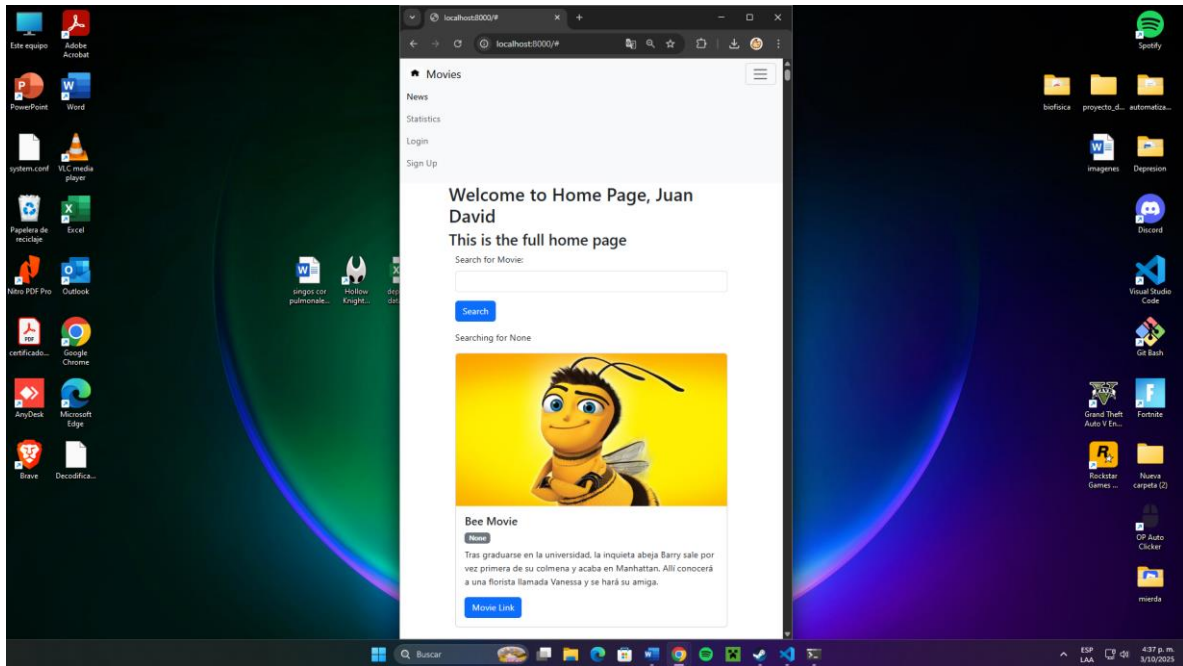 Este equipo
Adobe
Acrobat
PowerPoint
Word
system.conf
VLC media
player
Papelera de
reciclaje
Excel
Nitro PDF Pro
Outlook
certificado...
Google
Chrome
AnyDesk
Microsoft
Edge
Brave
Decodifica...
singos cor
pulmonale...
Hollow
Knight...
localhost:8000/#
localhost:8000/#
Movies
News
Statistics
Login
Sign Up
Welcome to Home Page, Juan
David
This is the full home page
Search for Movie:
Search
Searching for None
Bee Movie
None
Tras graduarse en la universidad, la inquieta abeja Barry sale por
vez primera de su colmena y acaba en Manhattan. Allí conocerá
a una florista llamada Vanessa y se hará su amiga.
Movie Link
Spotify
biofisica
proyecto_d...
automatiza...
imagenes
Depresion
Discord
Visual Studio
Code
Git Bash
Grand Theft
Auto V En...
Fortnite
Rockstar
Games ...
Nueva
carpeta (2)
OP Auto
Clicker
mierda
Buscar
ESP
LAA
4:37 p. m.
3/10/2025